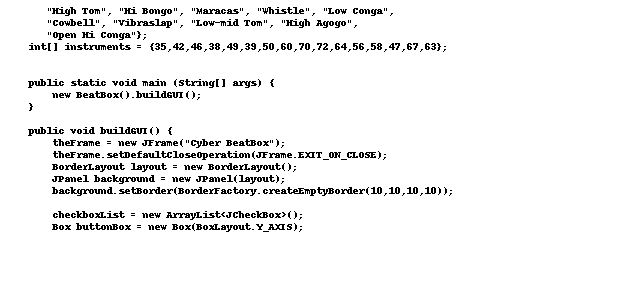 "High Tom", "Hi Bongo", "Maracas", "Whistle", "Low Conga",
"Cowbell", "Vibraslap", "Low-mid Tom", "High Agogo",
"Open Hi Conga"};
int[] instruments = {35,42,46,38,49,39,50,60,70,72,64,56,58,47,67,63};
public static void main (String[] args) {
new BeatBox().buildGUI();
}
public void buildGUI() {
theFrame = new JFrame("Cyber BeatBox");
theFrame.setDefaultCloseOperation(JFrame.EXIT_ON_CLOSE);
BorderLayout layout = new BorderLayout();
JPanel background = new JPanel(layout);
background.setBorder(BorderFactory.createEmptyBorder(10,10,10,10));
checkboxList = new ArrayList<JCheckBox>();
Box buttonBox = new Box(BoxLayout.Y_AXIS);